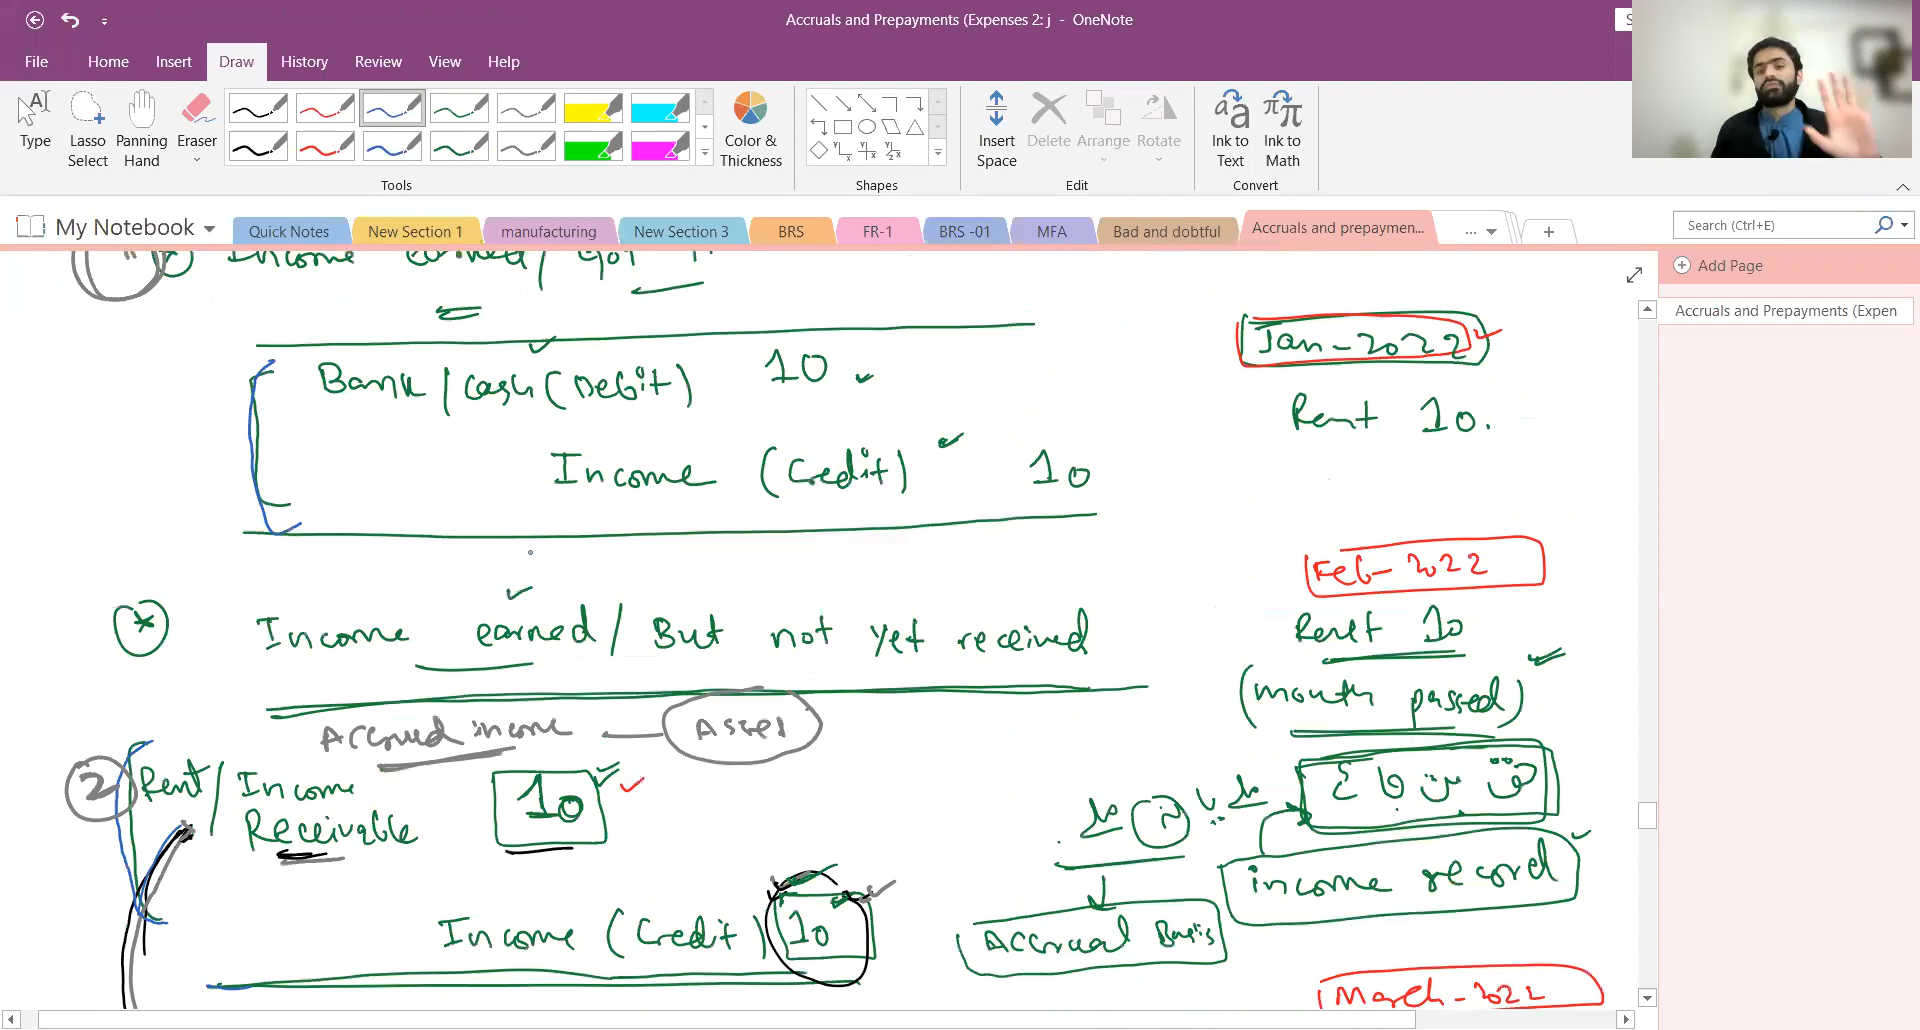 Accruals and Prepayments (Expenses 2: j - OneNote
File Home Insert Draw History Review View Help
Type
Lasso Select
Panning Hand
Eraser
Color & Thickness
Insert Space
Delete
Arrange
Rotate
Ink to Text
Ink to Math
Tools
Shapes
Edit
Convert
My Notebook
Quick Notes
New Section 1
manufacturing
New Section 3
BRS
FR-1
BRS -01
MFA
Bad and doubtful
Accruals and prepaymen...
...
Search (Ctrl+E)
Add Page
Accruals and Prepayments (Expen
Income earned /
Jan-2022
Bank / Cash (Debit) 10
Rent 10.
Income (Credit) 10
Feb-2022
* Income earned / But not yet received
Rent 10
(month passed)
Accrued income — Asset
2 Rent / Income Receivable 10
income record
Income (Credit) 10
Accrual Basis
March-2022